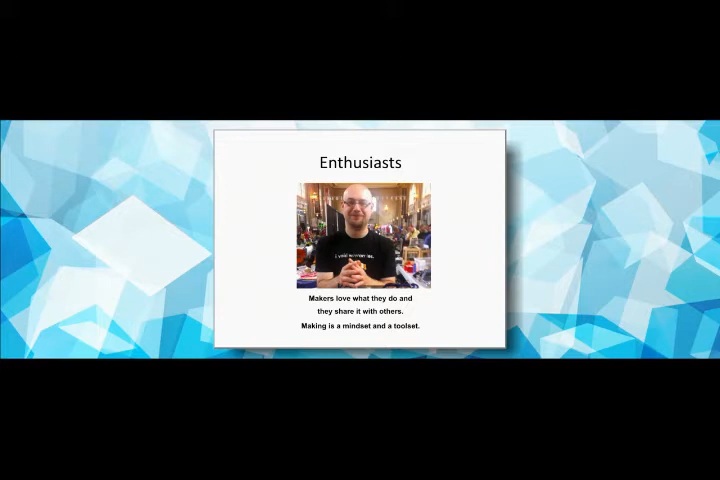 Enthusiasts
Makers love what they do and
they share it with others.
Making is a mindset and a toolset.